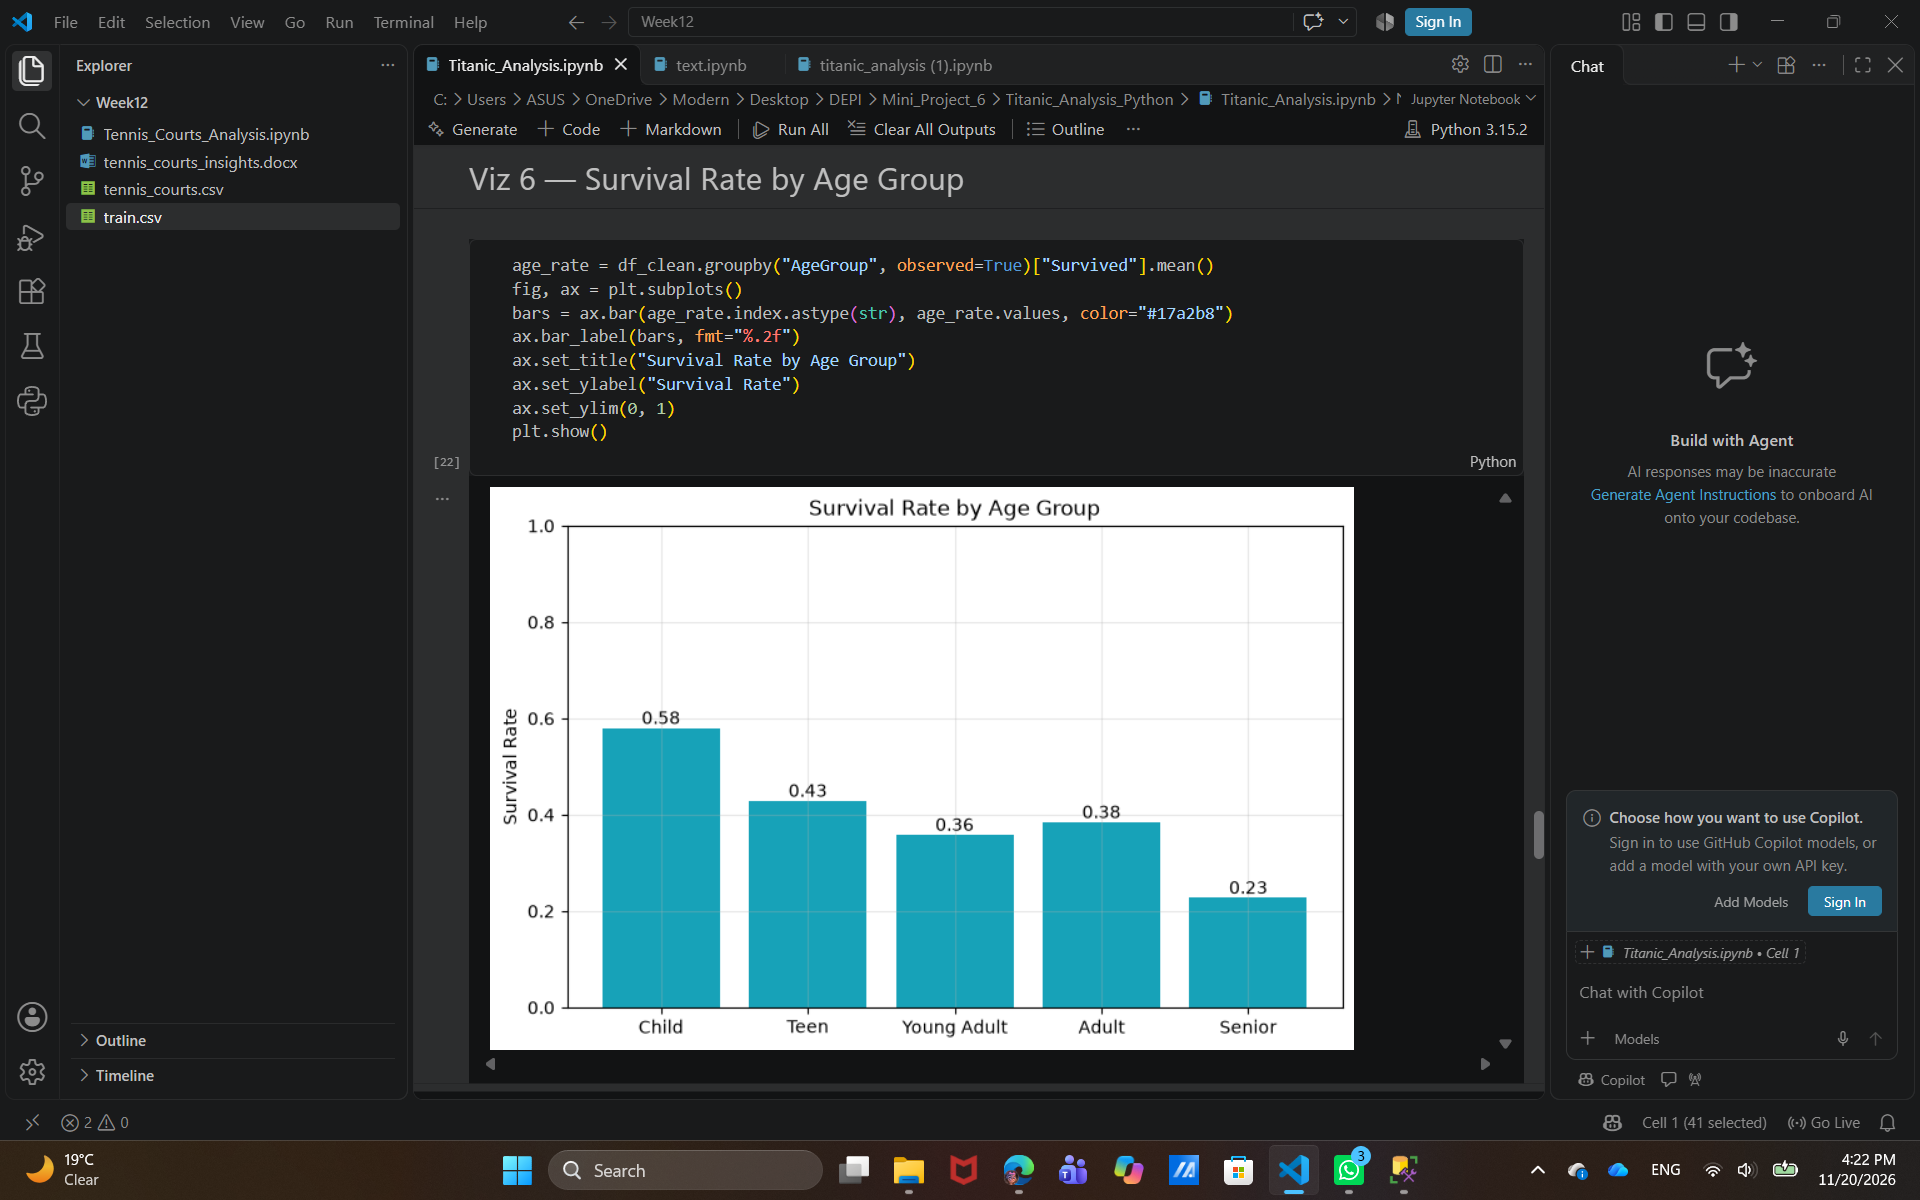 File Edit Selection View Go Run Terminal Help
Week12
Sign In
Explorer
Week12
Tennis_Courts_Analysis.ipynb
tennis_courts_insights.docx
tennis_courts.csv
train.csv
Outline
Timeline
Titanic_Analysis.ipynb
text.ipynb
titanic_analysis (1).ipynb
C: > Users > ASUS > OneDrive > Modern > Desktop > DEPI > Mini_Project_6 > Titanic_Analysis_Python > Titanic_Analysis.ipynb > Jupyter Notebook
Generate + Code + Markdown Run All Clear All Outputs Outline ···
Python 3.15.2
Viz 6 — Survival Rate by Age Group
age_rate = df_clean.groupby("AgeGroup", observed=True)["Survived"].mean()
fig, ax = plt.subplots()
bars = ax.bar(age_rate.index.astype(str), age_rate.values, color="#17a2b8")
ax.bar_label(bars, fmt="%.2f")
ax.set_title("Survival Rate by Age Group")
ax.set_ylabel("Survival Rate")
ax.set_ylim(0, 1)
plt.show()
[22]
Python
Survival Rate by Age Group
1.0
0.8
0.6
0.4
0.2
0.0
Survival Rate
0.58
0.43
0.36
0.38
0.23
Child Teen Young Adult Adult Senior
Chat
Build with Agent
AI responses may be inaccurate
Generate Agent Instructions to onboard AI
onto your codebase.
Choose how you want to use Copilot.
Sign in to use GitHub Copilot models, or
add a model with your own API key.
Add Models
Sign In
Titanic_Analysis.ipynb • Cell 1
Chat with Copilot
Models
Copilot
2 0
Cell 1 (41 selected)
Go Live
19°C
Clear
Search
3
ENG
4:22 PM
11/20/2026